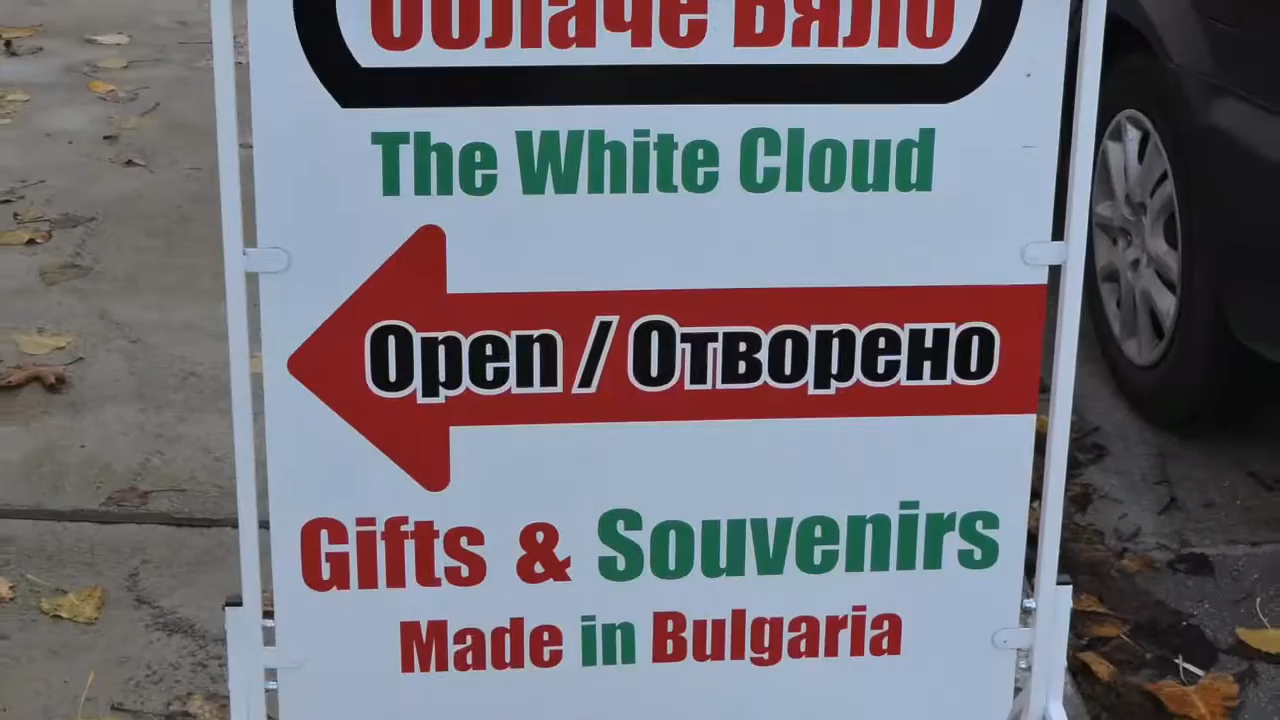 Облаче Бяло
The White Cloud
Open / Отворено
Gifts & Souvenirs
Made in Bulgaria